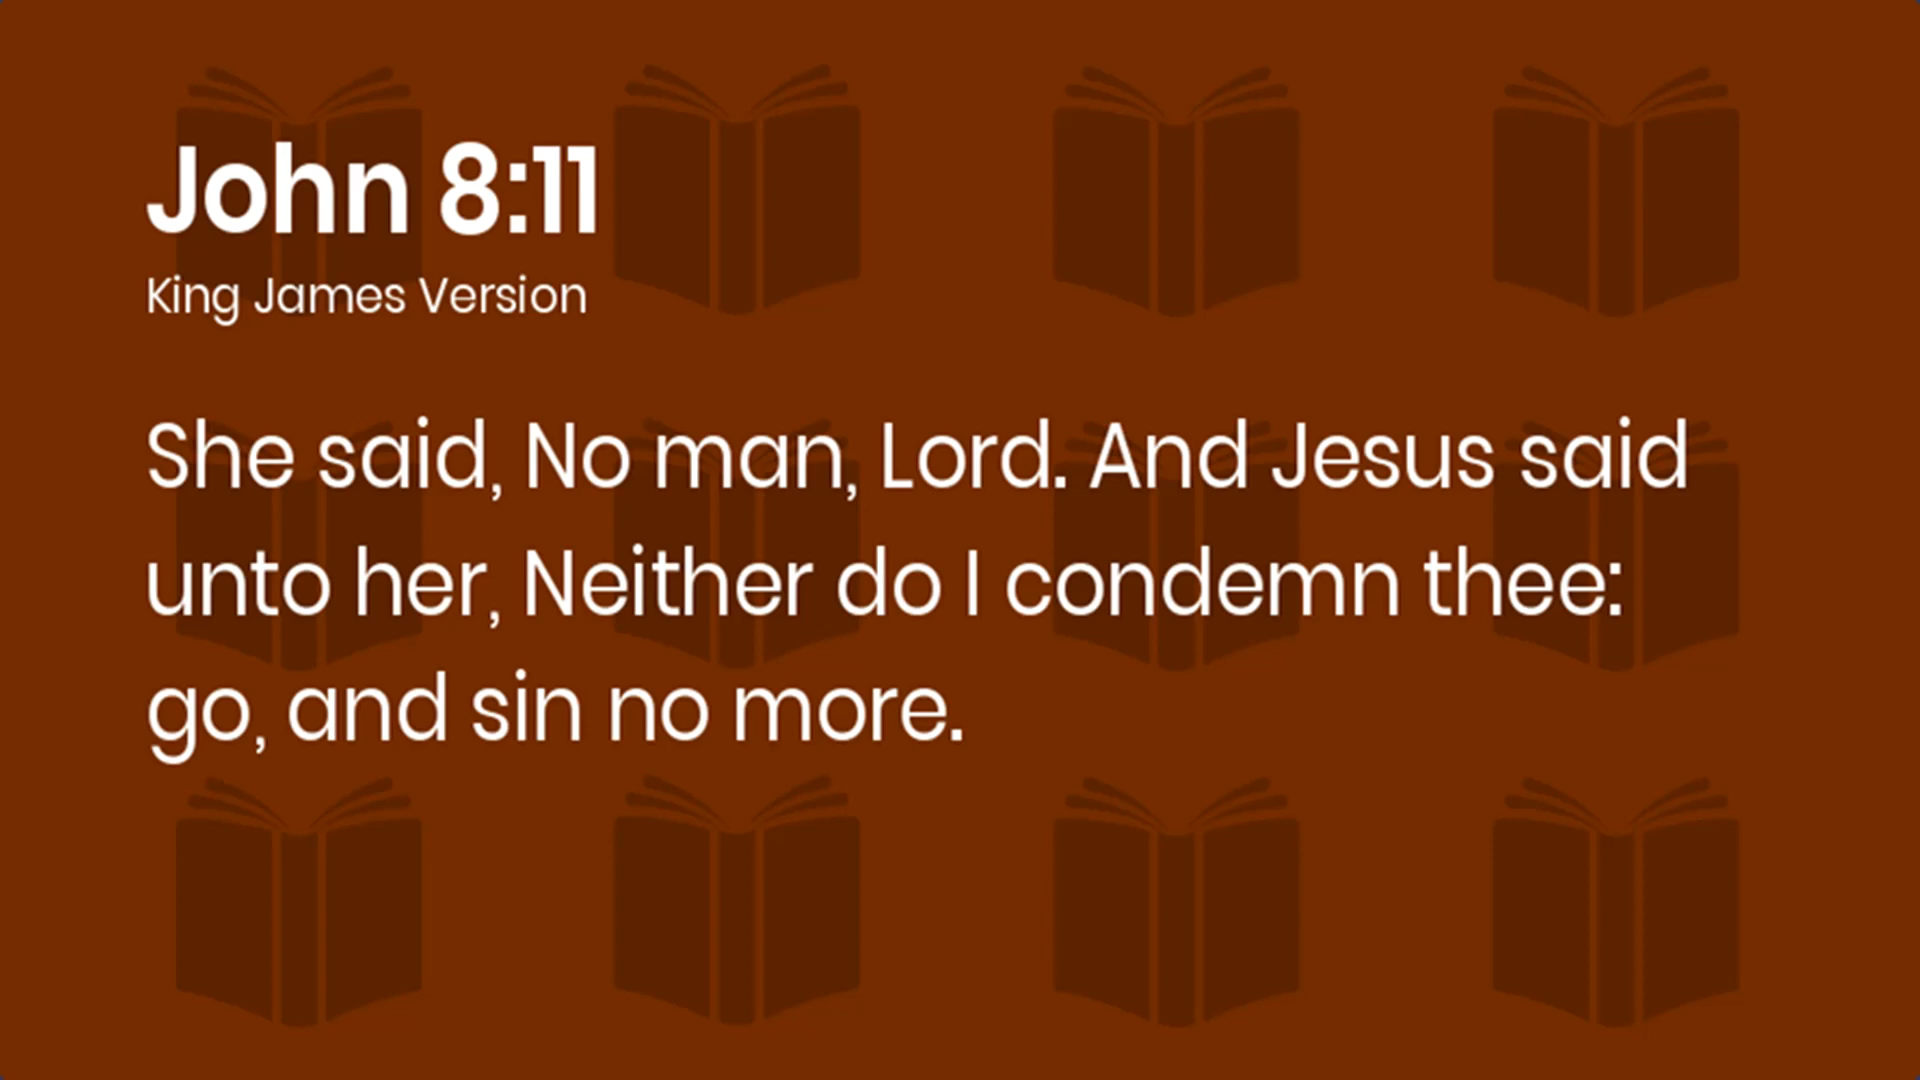 John 8:11
King James Version
She said, No man, Lord. And Jesus said
unto her, Neither do I condemn thee:
go, and sin no more.